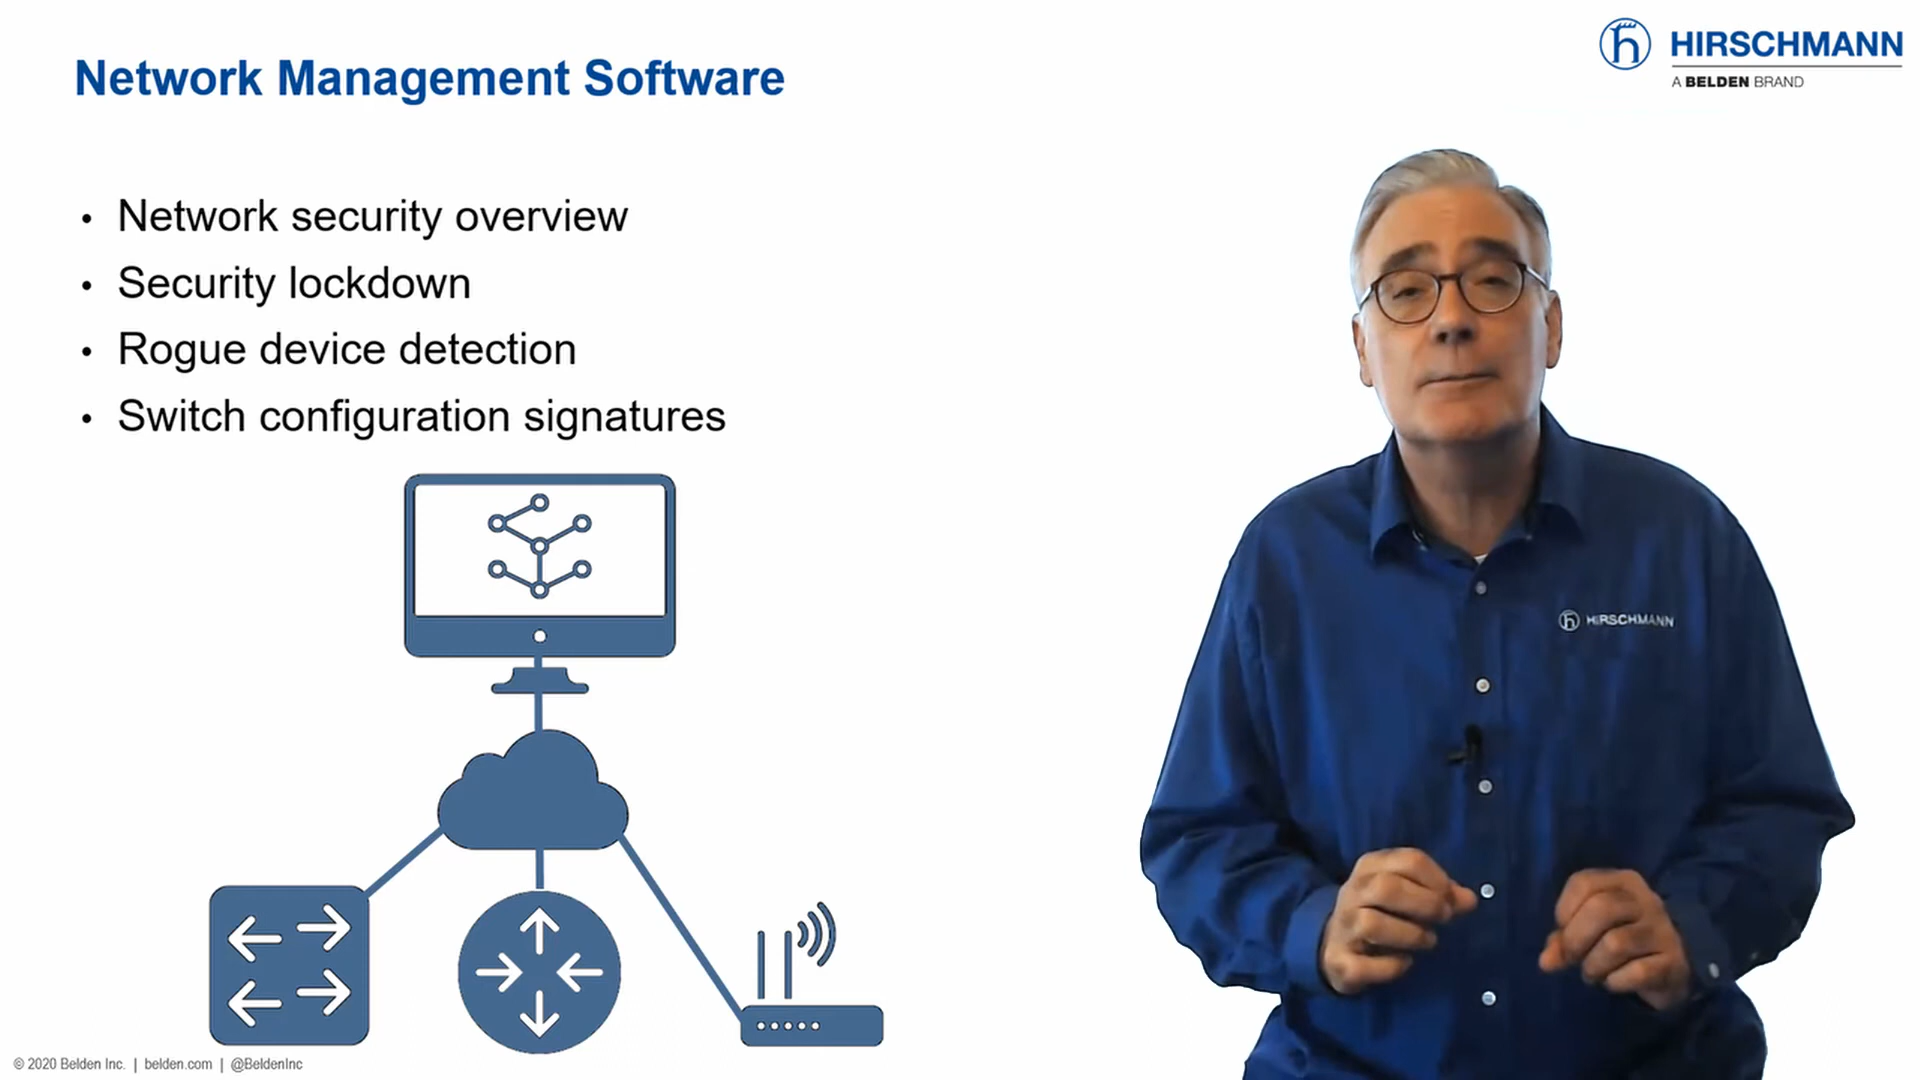 Network Management Software
HIRSCHMANN
A BELDEN BRAND
• Network security overview
• Security lockdown
• Rogue device detection
• Switch configuration signatures
HIRSCHMANN
© 2020 Belden Inc. | belden.com | @BeldenInc